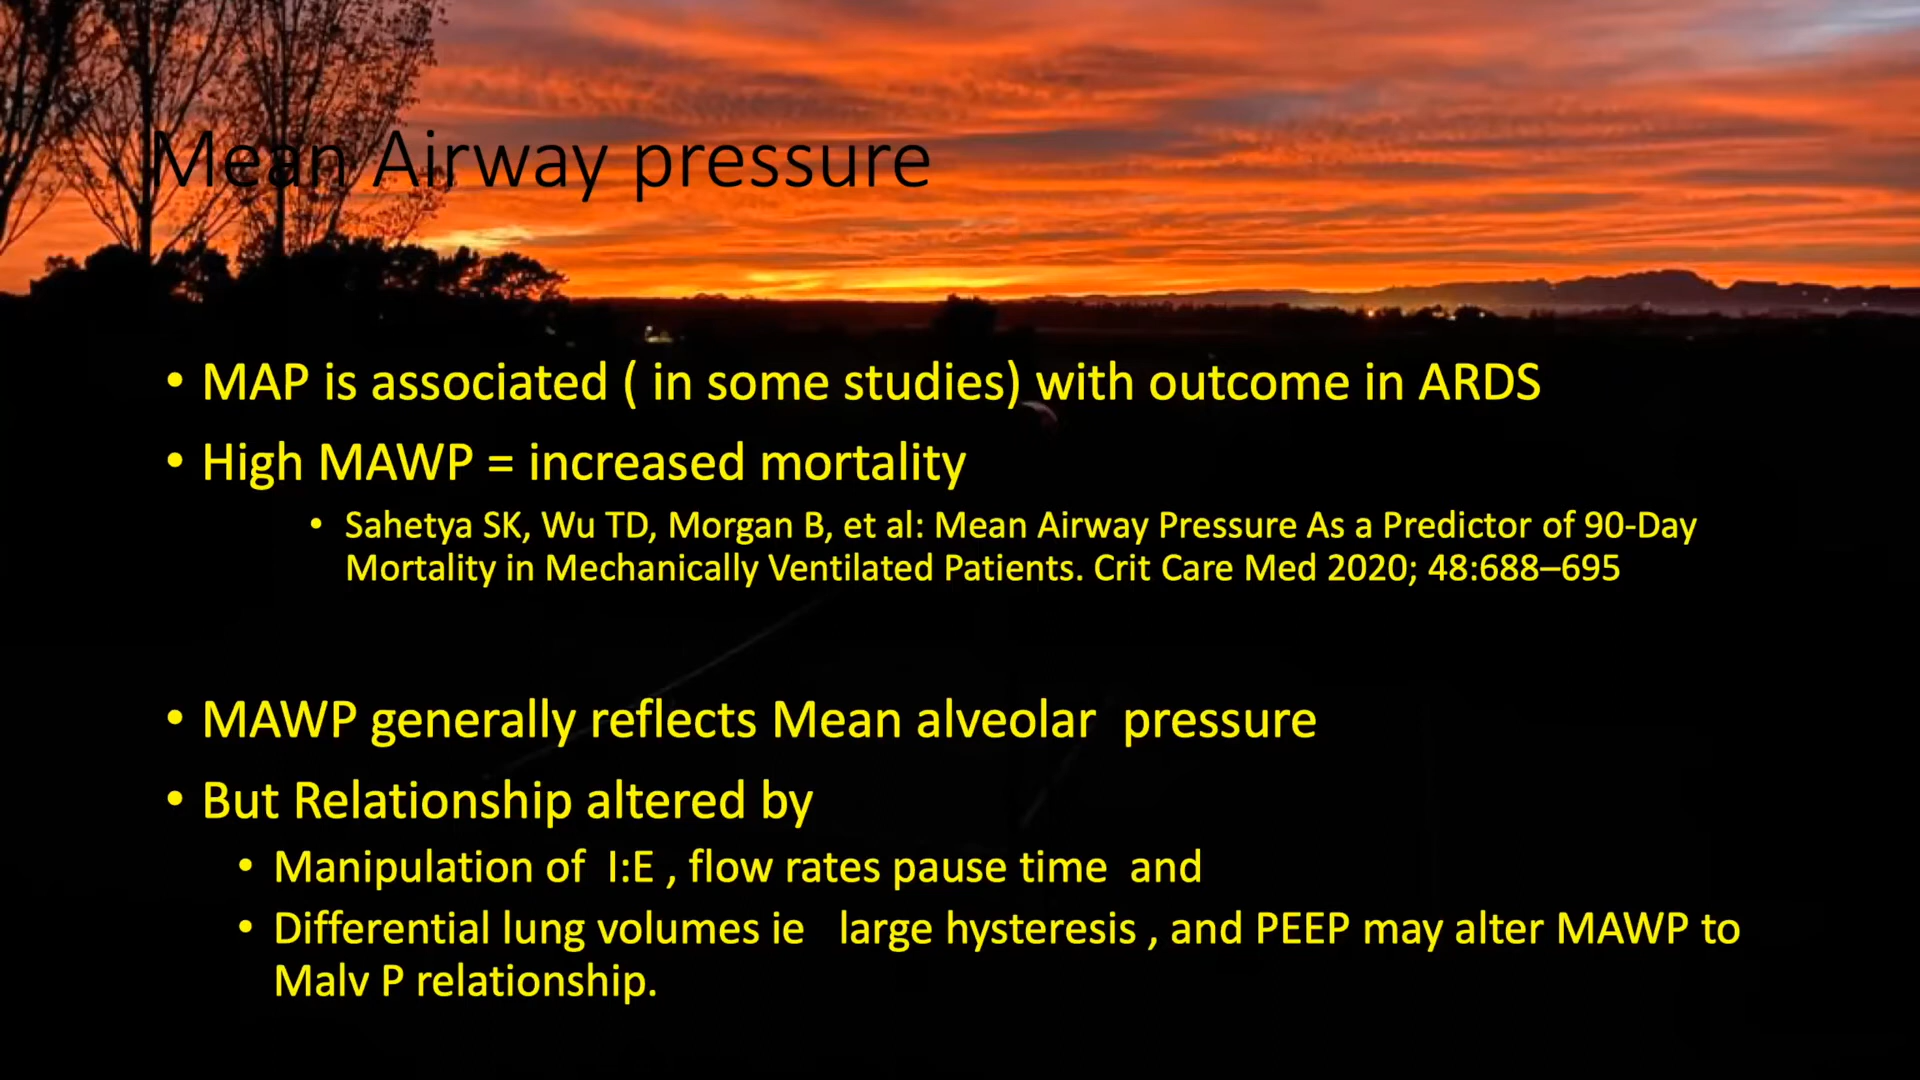 Mean Airway pressure
• MAP is associated ( in some studies) with outcome in ARDS
• High MAWP = increased mortality
• Sahetya SK, Wu TD, Morgan B, et al: Mean Airway Pressure As a Predictor of 90-Day
Mortality in Mechanically Ventilated Patients. Crit Care Med 2020; 48:688–695
• MAWP generally reflects Mean alveolar pressure
• But Relationship altered by
• Manipulation of I:E , flow rates pause time and
• Differential lung volumes ie large hysteresis , and PEEP may alter MAWP to
Malv P relationship.